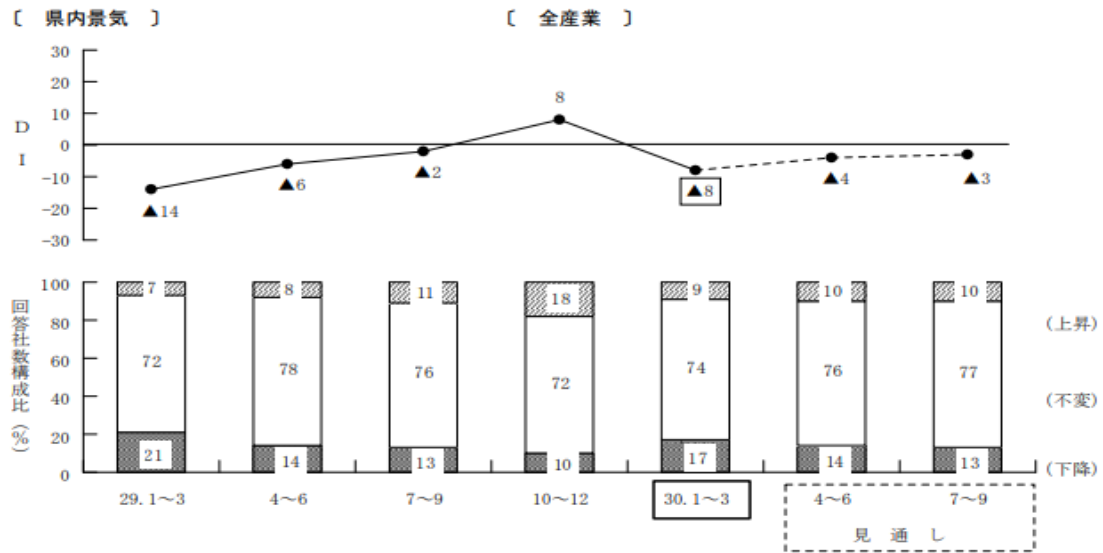 〔 県内景気 〕 〔 全産業 〕
30
20
10
0
-10
-20
-30
D
I
▲14 ▲6 ▲2 8 ▲8 ▲4 ▲3
回答社数構成比(%)
100
80
60
40
20
0
7 8 11 18 9 10 10
72 78 76 72 74 76 77
21 14 13 10 17 14 13
(上昇)
(不変)
(下降)
29. 1～3 4～6 7～9 10～12 30. 1～3 4～6 7～9
見 通 し